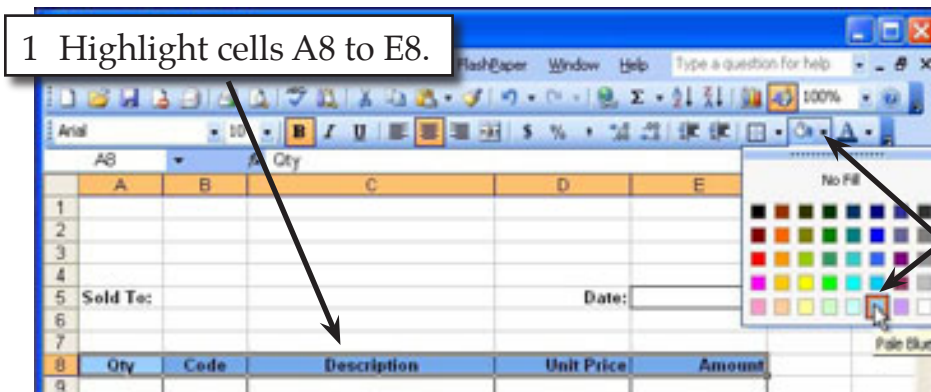 1 Highlight cells A8 to E8.
FlashPaper Window Help Type a question for help
100%
Arial 10 B I U $ % , A
A8 fx Qty
A B C D E
No Fill
1
2
3
4
5 Sold To: Date:
6
7
Pale Blue
8 Qty Code Description Unit Price Amount
9